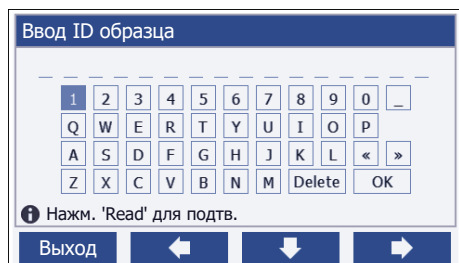 Ввод ID образца
1 2 3 4 5 6 7 8 9 0 _
Q W E R T Y U I O P
A S D F G H J K L « »
Z X C V B N M Delete OK
Нажм. 'Read' для подтв.
Выход